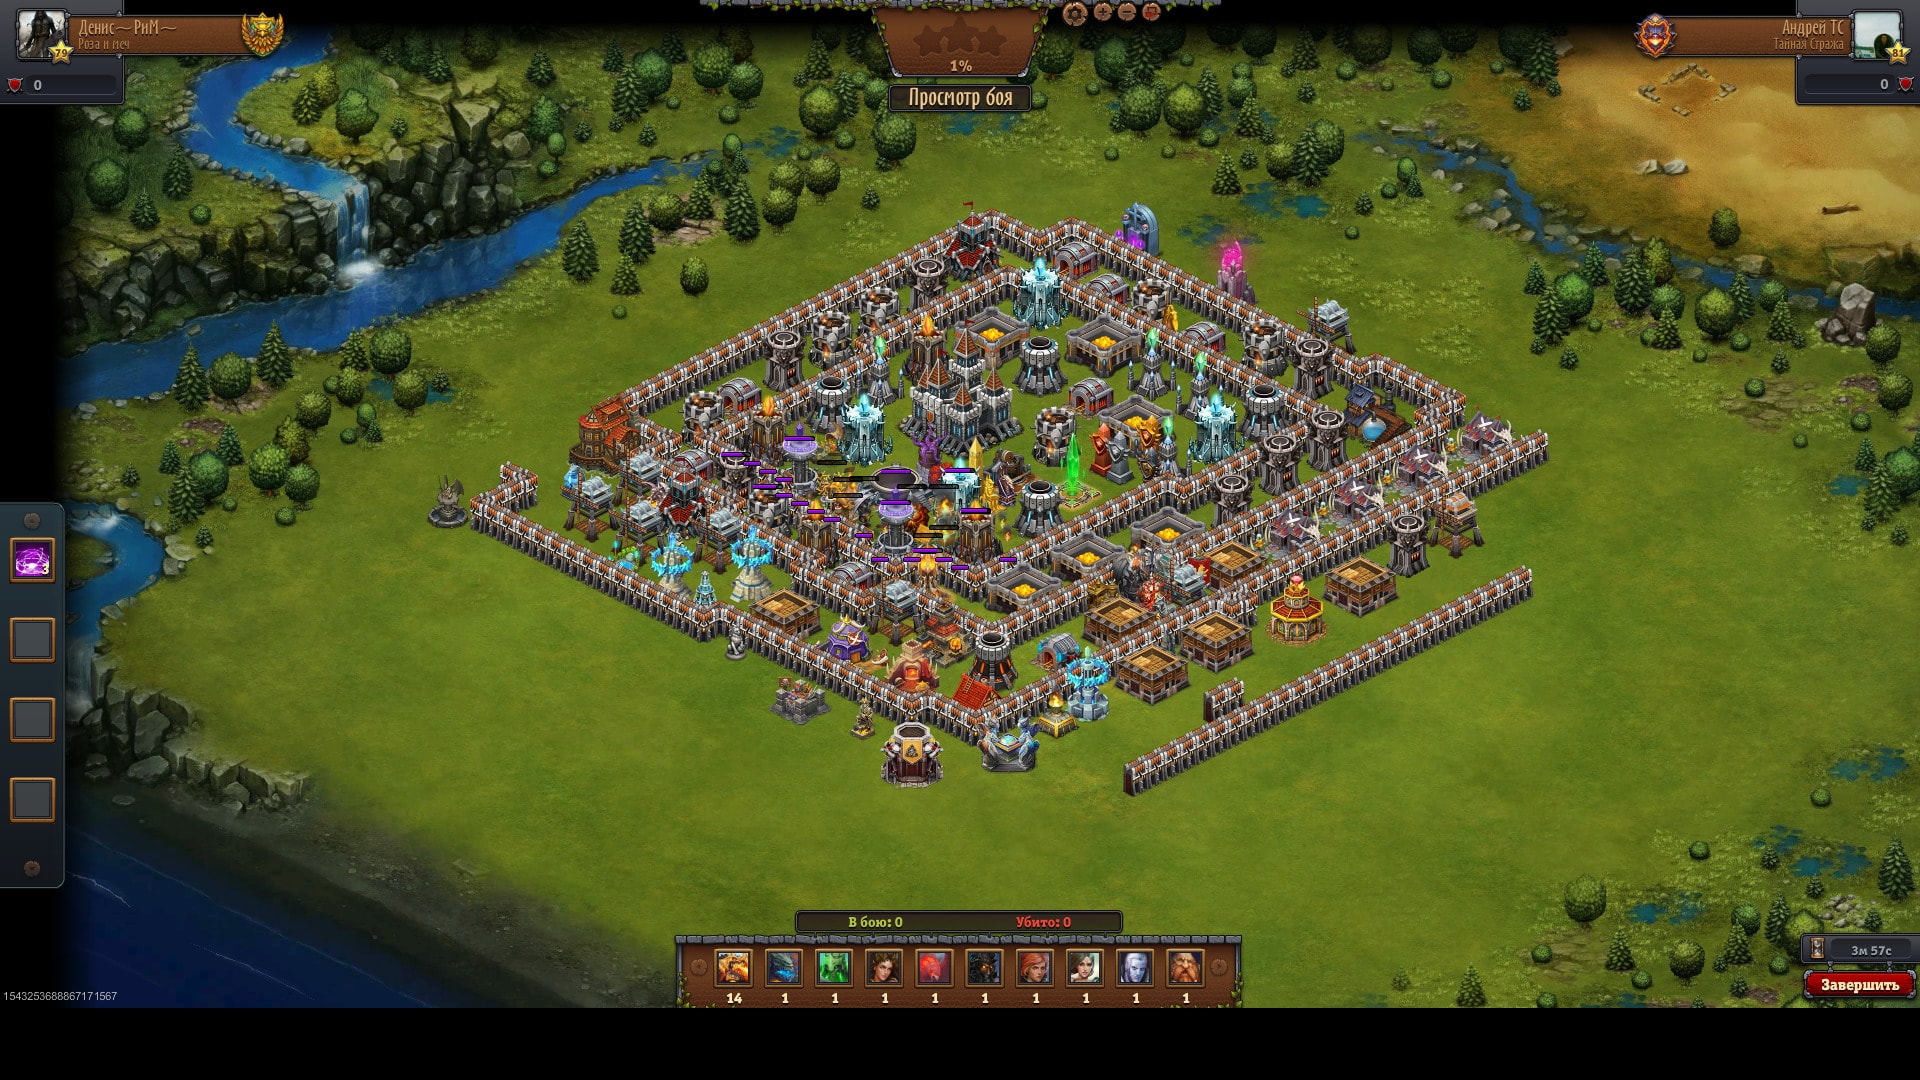 Денис~РиМ~
Роза и меч
79
0
1%
Просмотр боя
Андрей ТС
Тайная Стража
81
0
3
В бою: 0
Убито: 0
14
1
1
1
1
1
1
1
1
1
3м 57с
Завершить
1543253688867171567